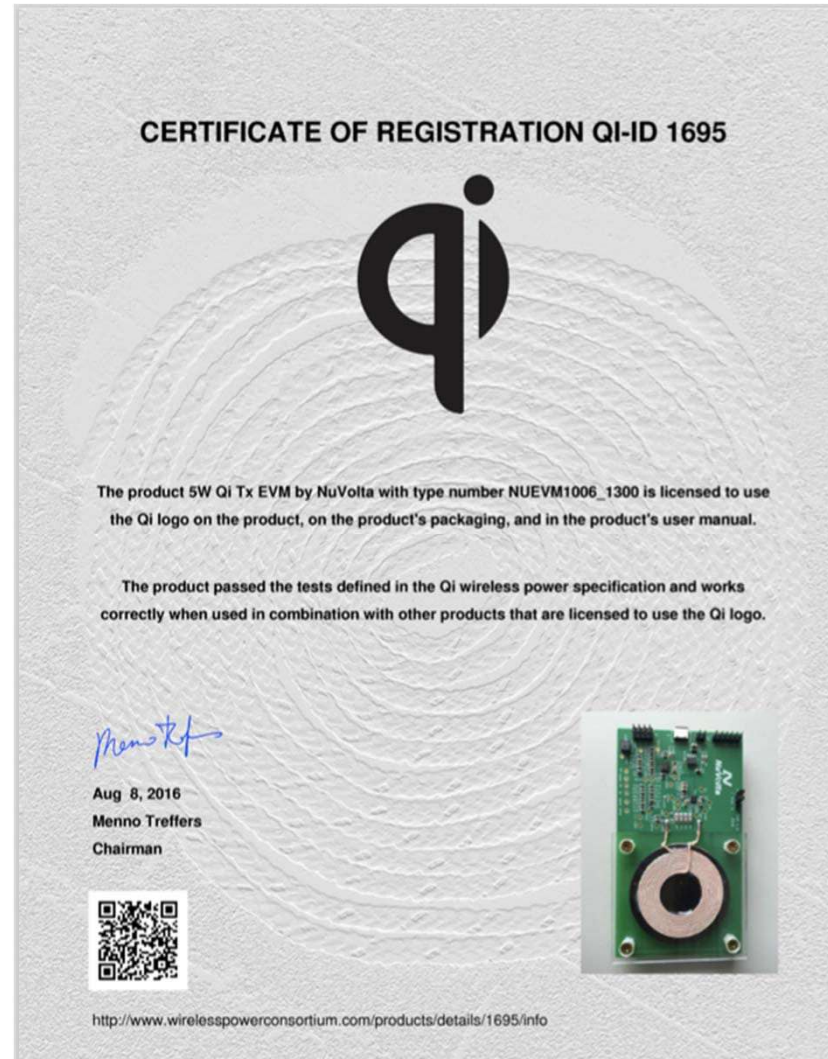 CERTIFICATE OF REGISTRATION QI-ID 1695
qi
The product 5W Qi Tx EVM by NuVolta with type number NUEVM1006_1300 is licensed to use
the Qi logo on the product, on the product's packaging, and in the product's user manual.
The product passed the tests defined in the Qi wireless power specification and works
correctly when used in combination with other products that are licensed to use the Qi logo.
Aug 8, 2016
Menno Treffers
Chairman
NuVolta
http://www.wirelesspowerconsortium.com/products/details/1695/info